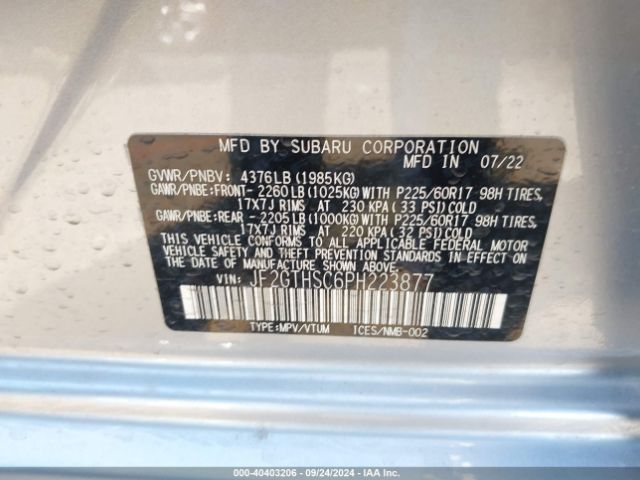 MFD BY SUBARU CORPORATION
GVWR/PNBV: 4376LB(1985KG) MFD IN 07/22
GAWR/PNBE:FRONT- 2260LB(1025KG)WITH P225/60R17 98H TIRES,
17X7J RIMS AT 230 KPA(33 PSI)COLD
GAWR/PNBE:REAR - 2205LB(1000KG)WITH P225/60R17 98H TIRES,
17X7J RIMS AT 220 KPA(32 PSI)COLD
THIS VEHICLE CONFORMS TO ALL APPLICABLE FEDERAL MOTOR
VEHICLE SAFETY AND THEFT PREVENTION STANDARDS IN EFFECT ON
THE DATE OF MANUFACTURE SHOWN ABOVE.
VIN: JF2GTHSC6PH223877
TYPE:MPV/VTUM ICES/NMB-002
000-40403206 - 09/24/2024 - IAA Inc.